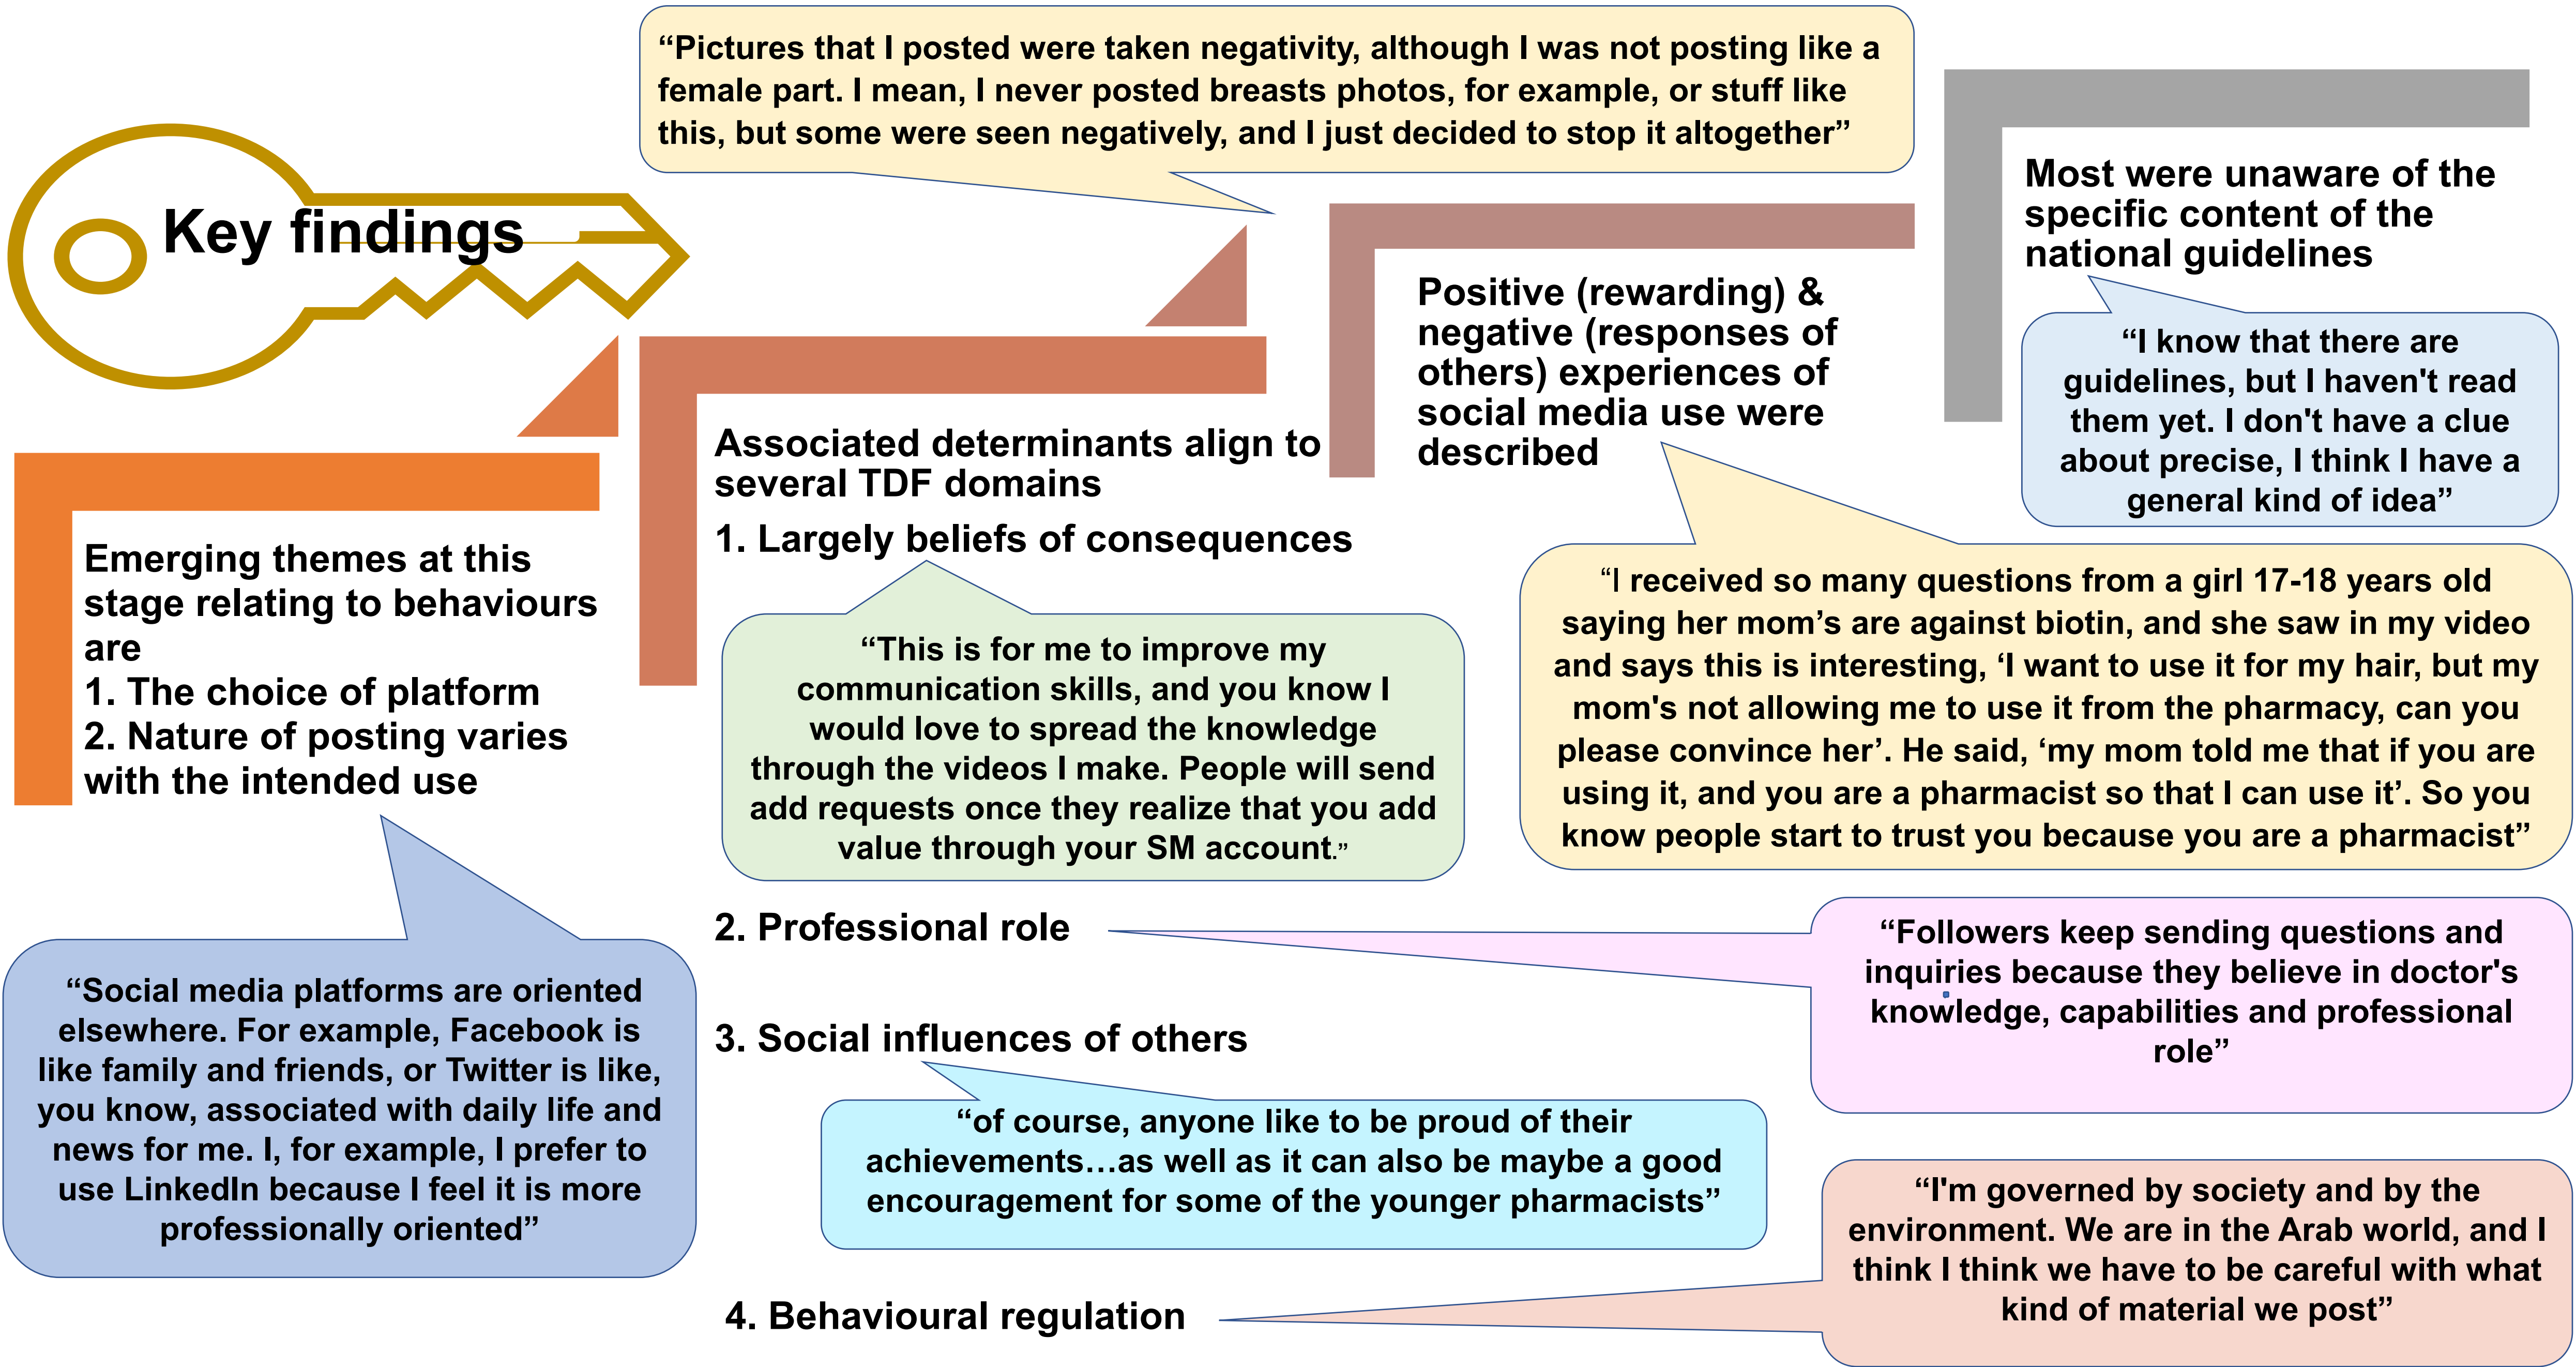 Key findings
“Pictures that I posted were taken negativity, although I was not posting like a
female part. I mean, I never posted breasts photos, for example, or stuff like
this, but some were seen negatively, and I just decided to stop it altogether”
Emerging themes at this
stage relating to behaviours
are
1. The choice of platform
2. Nature of posting varies
with the intended use
“Social media platforms are oriented
elsewhere. For example, Facebook is
like family and friends, or Twitter is like,
you know, associated with daily life and
news for me. I, for example, I prefer to
use LinkedIn because I feel it is more
professionally oriented”
Associated determinants align to
several TDF domains
1. Largely beliefs of consequences
“This is for me to improve my
communication skills, and you know I
would love to spread the knowledge
through the videos I make. People will send
add requests once they realize that you add
value through your SM account.”
2. Professional role
“Followers keep sending questions and
inquiries because they believe in doctor's
knowledge, capabilities and professional
role”
3. Social influences of others
“of course, anyone like to be proud of their
achievements…as well as it can also be maybe a good
encouragement for some of the younger pharmacists”
4. Behavioural regulation
“I'm governed by society and by the
environment. We are in the Arab world, and I
think I think we have to be careful with what
kind of material we post”
Positive (rewarding) &
negative (responses of
others) experiences of
social media use were
described
“I received so many questions from a girl 17-18 years old
saying her mom’s are against biotin, and she saw in my video
and says this is interesting, ‘I want to use it for my hair, but my
mom's not allowing me to use it from the pharmacy, can you
please convince her’. He said, ‘my mom told me that if you are
using it, and you are a pharmacist so that I can use it’. So you
know people start to trust you because you are a pharmacist”
Most were unaware of the
specific content of the
national guidelines
“I know that there are
guidelines, but I haven't read
them yet. I don't have a clue
about precise, I think I have a
general kind of idea”